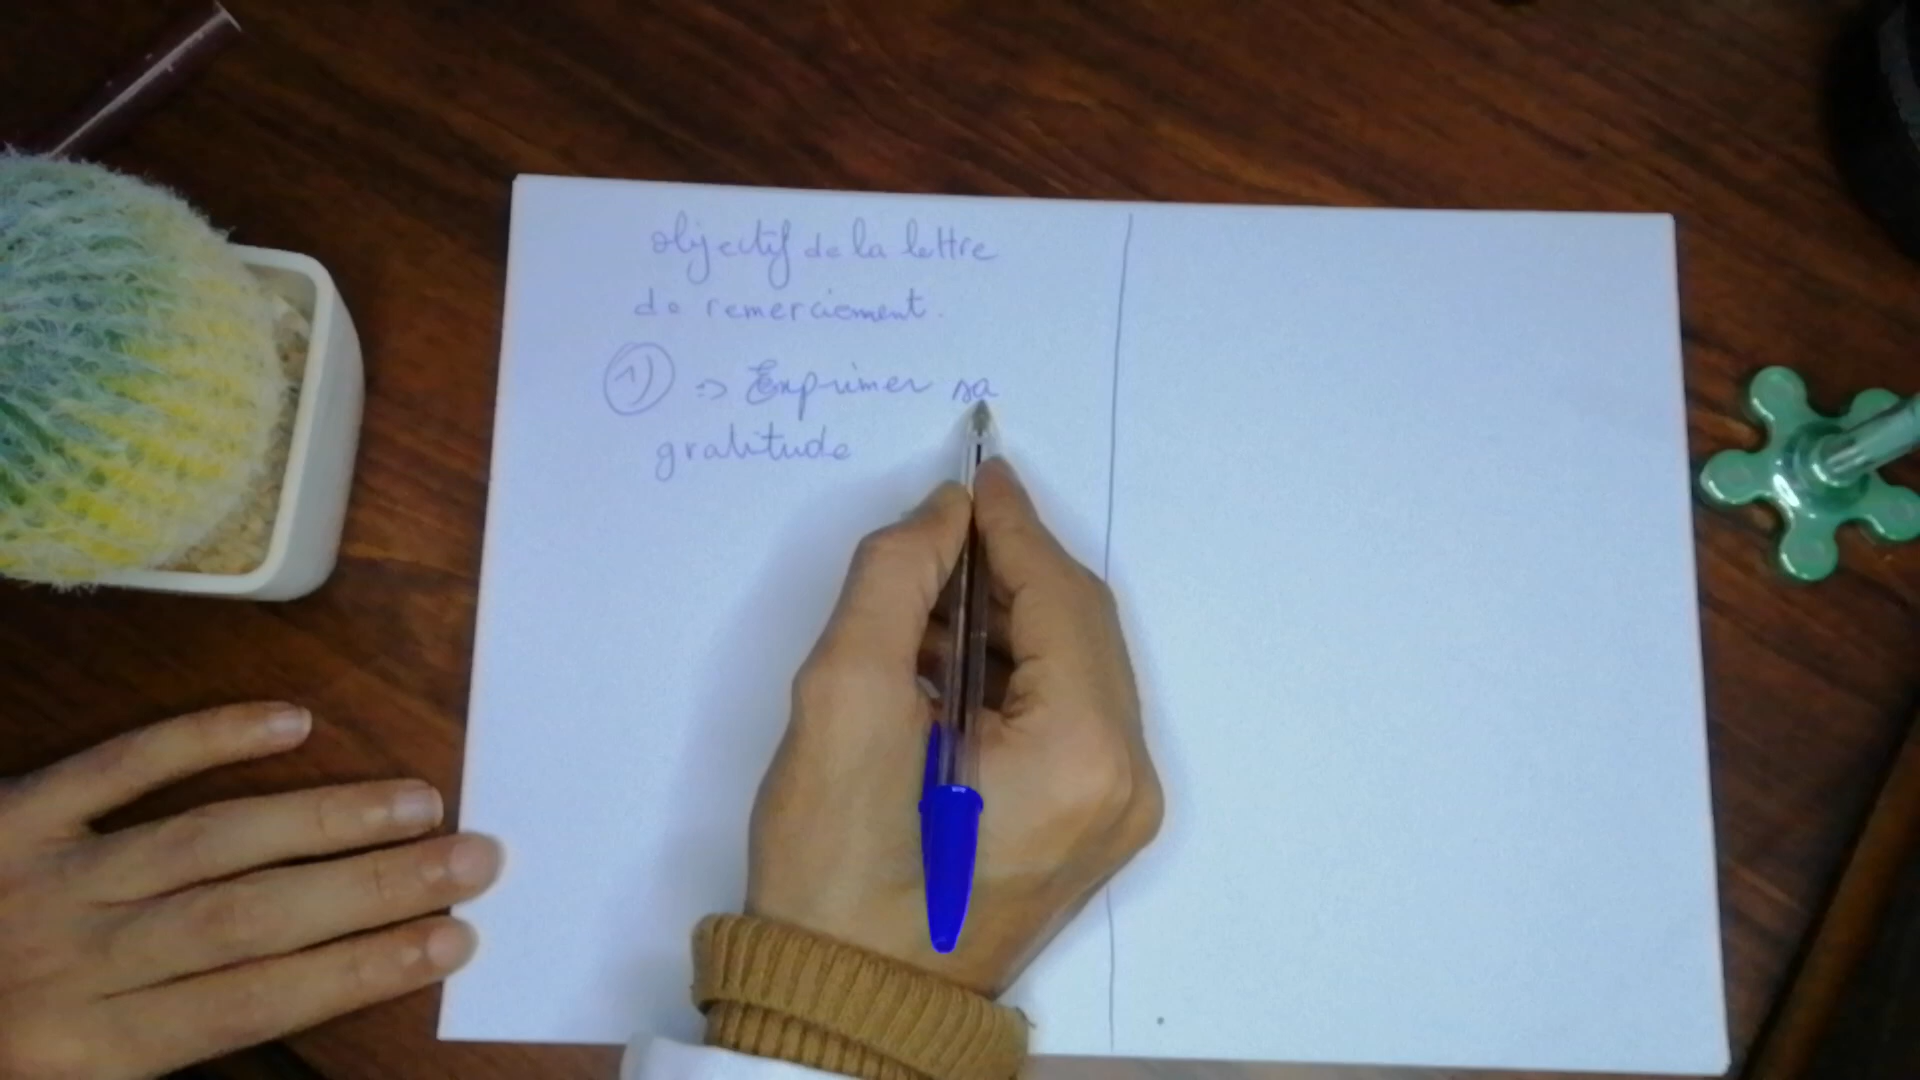 objectif de la lettre
de remerciement.
1) => Exprimer sa
gratitude